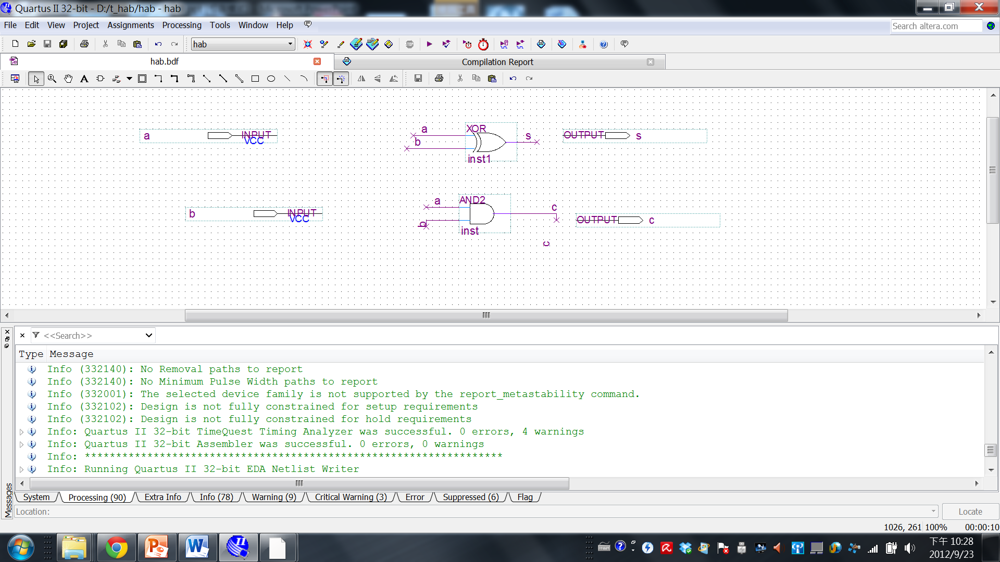 Quartus II 32-bit - D:/t_hab/hab - hab
File Edit View Project Assignments Processing Tools Window Help
Search altera.com
hab
STOP
hab.bdf
Compilation Report
a
INPUT
VCC
a
b
XOR
inst1
s
OUTPUT
s
b
INPUT
VCC
a
b
AND2
inst
c
c
OUTPUT
c
<<Search>>
Type Message
Info (332140): No Removal paths to report
Info (332140): No Minimum Pulse Width paths to report
Info (332001): The selected device family is not supported by the report_metastability command.
Info (332102): Design is not fully constrained for setup requirements
Info (332102): Design is not fully constrained for hold requirements
Info: Quartus II 32-bit TimeQuest Timing Analyzer was successful. 0 errors, 4 warnings
Info: Quartus II 32-bit Assembler was successful. 0 errors, 0 warnings
Info: *******************************************************************
Info: Running Quartus II 32-bit EDA Netlist Writer
System Processing (90) Extra Info Info (78) Warning (9) Critical Warning (3) Error Suppressed (6) Flag
Messages
Location:
Locate
1026, 261 100% 00:00:10
下午 10:28
2012/9/23